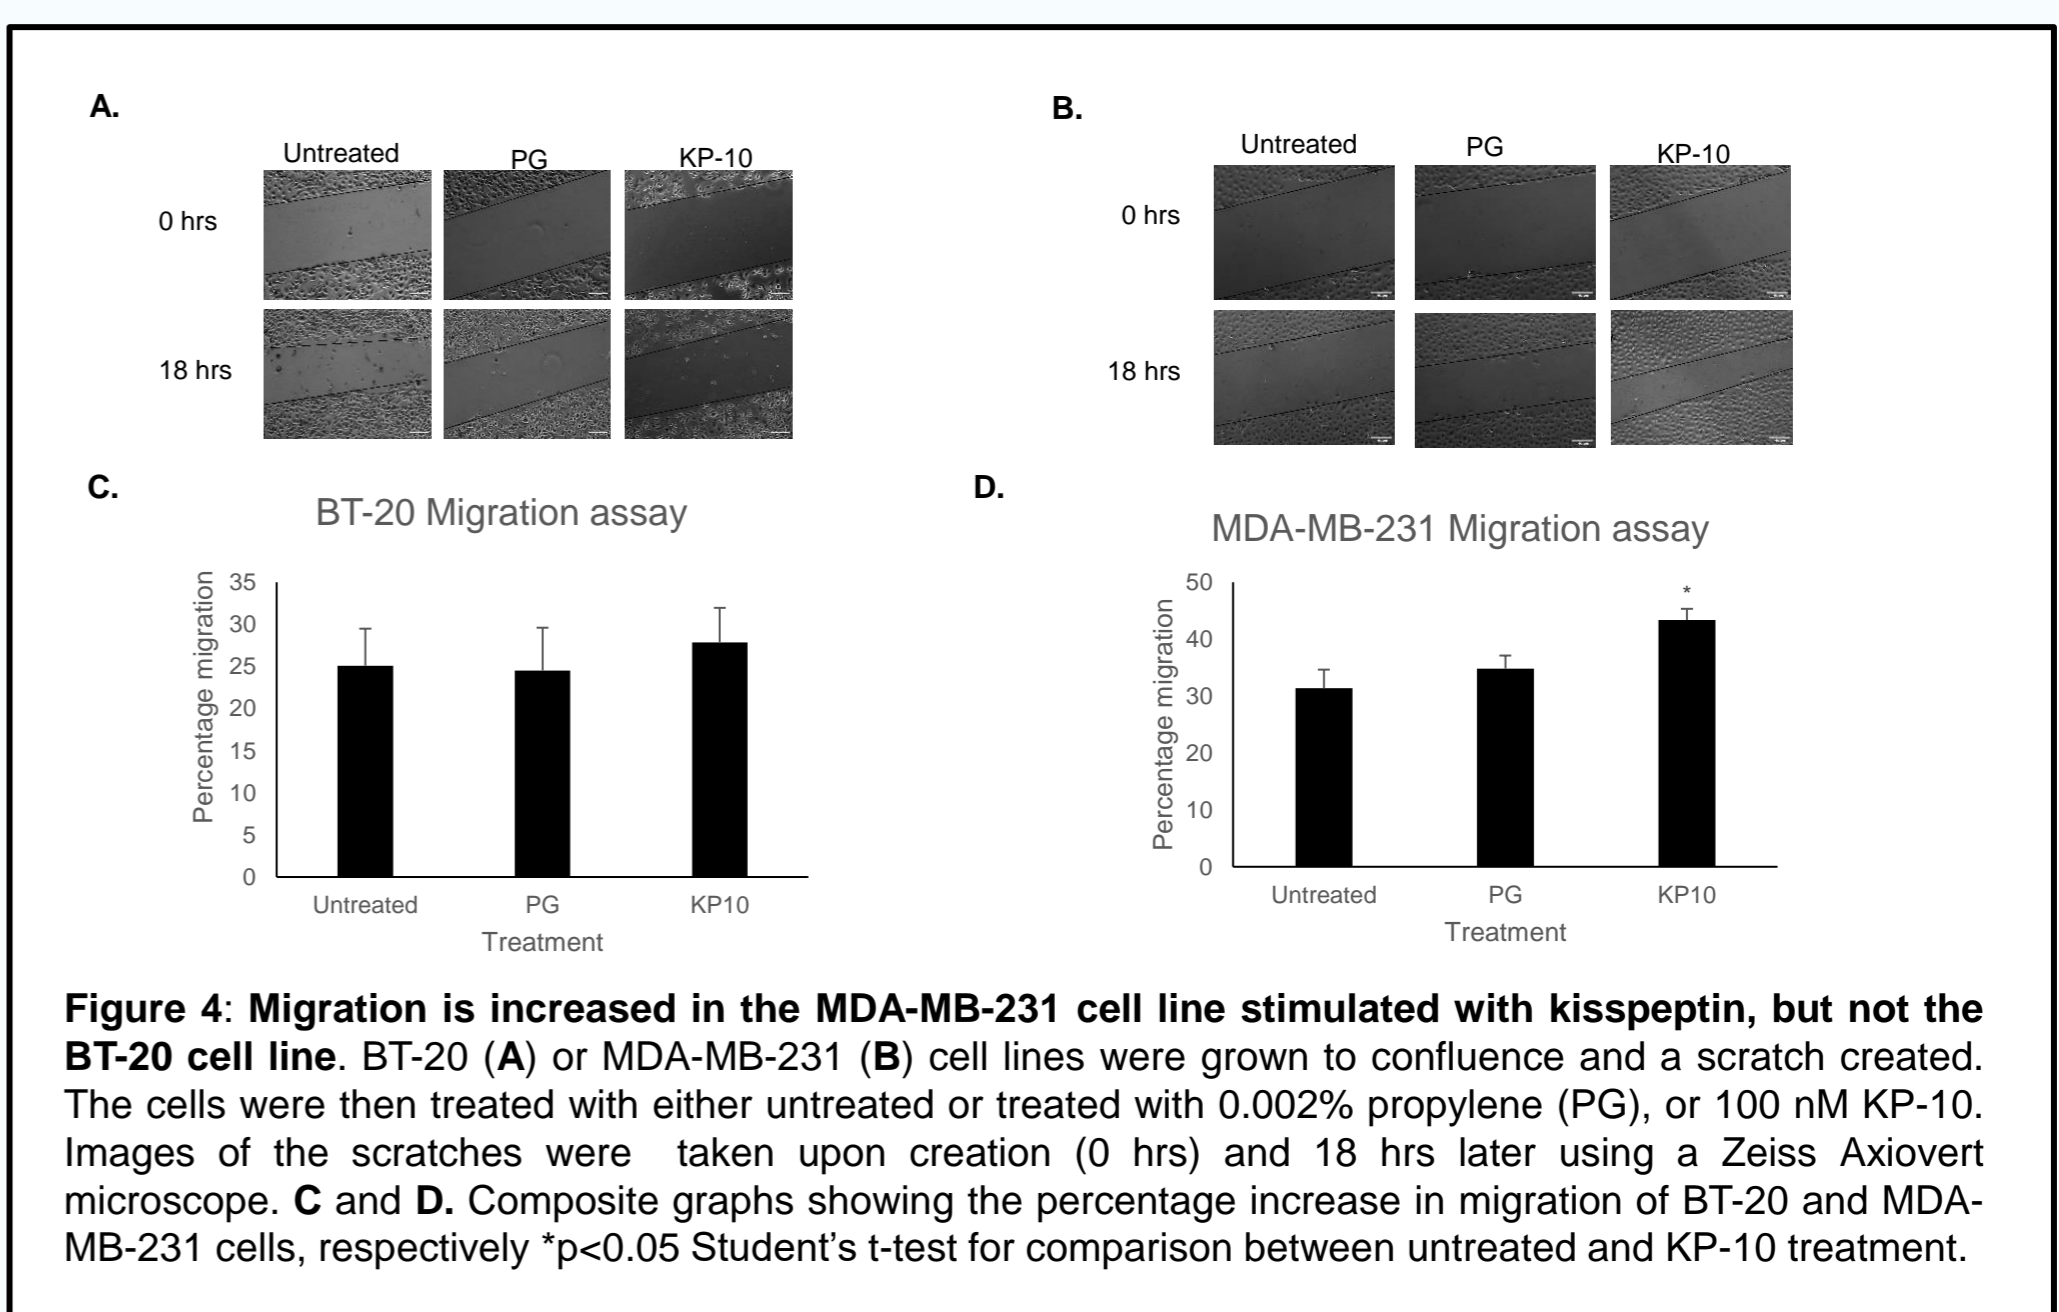 A.
Untreated
PG
KP-10
0 hrs
18 hrs
B.
Untreated
PG
KP-10
0 hrs
18 hrs
C.
BT-20 Migration assay
Percentage migration
35
30
25
20
15
10
5
0
Untreated
PG
KP10
Treatment
D.
MDA-MB-231 Migration assay
Percentage migration
50
40
30
20
10
0
*
Untreated
PG
KP10
Treatment
Figure 4: Migration is increased in the MDA-MB-231 cell line stimulated with kisspeptin, but not the
BT-20 cell line. BT-20 (A) or MDA-MB-231 (B) cell lines were grown to confluence and a scratch created.
The cells were then treated with either untreated or treated with 0.002% propylene (PG), or 100 nM KP-10.
Images of the scratches were taken upon creation (0 hrs) and 18 hrs later using a Zeiss Axiovert
microscope. C and D. Composite graphs showing the percentage increase in migration of BT-20 and MDA-
MB-231 cells, respectively *p<0.05 Student’s t-test for comparison between untreated and KP-10 treatment.